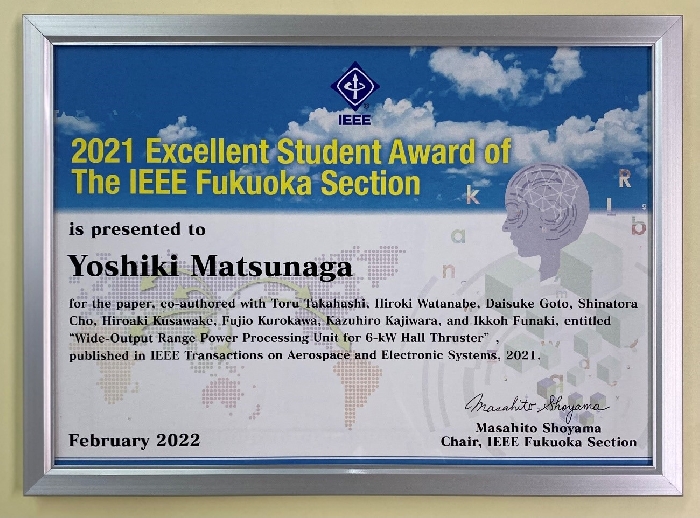 IEEE
2021 Excellent Student Award of
The IEEE Fukuoka Section
is presented to
Yoshiki Matsunaga
for the paper, co-authored with Toru Takahashi, Hiroki Watanabe, Daisuke Goto, Shinatora
Cho, Hiroaki Kusawake, Fujio Kurokawa, Kazuhiro Kajiwara, and Ikkoh Funaki, entitled
"Wide-Output Range Power Processing Unit for 6-kW Hall Thruster" ,
published in IEEE Transactions on Aerospace and Electronic Systems, 2021.
k
R
L
b
a
n
Masahito Shoyama
Masahito Shoyama
February 2022
Chair, IEEE Fukuoka Section